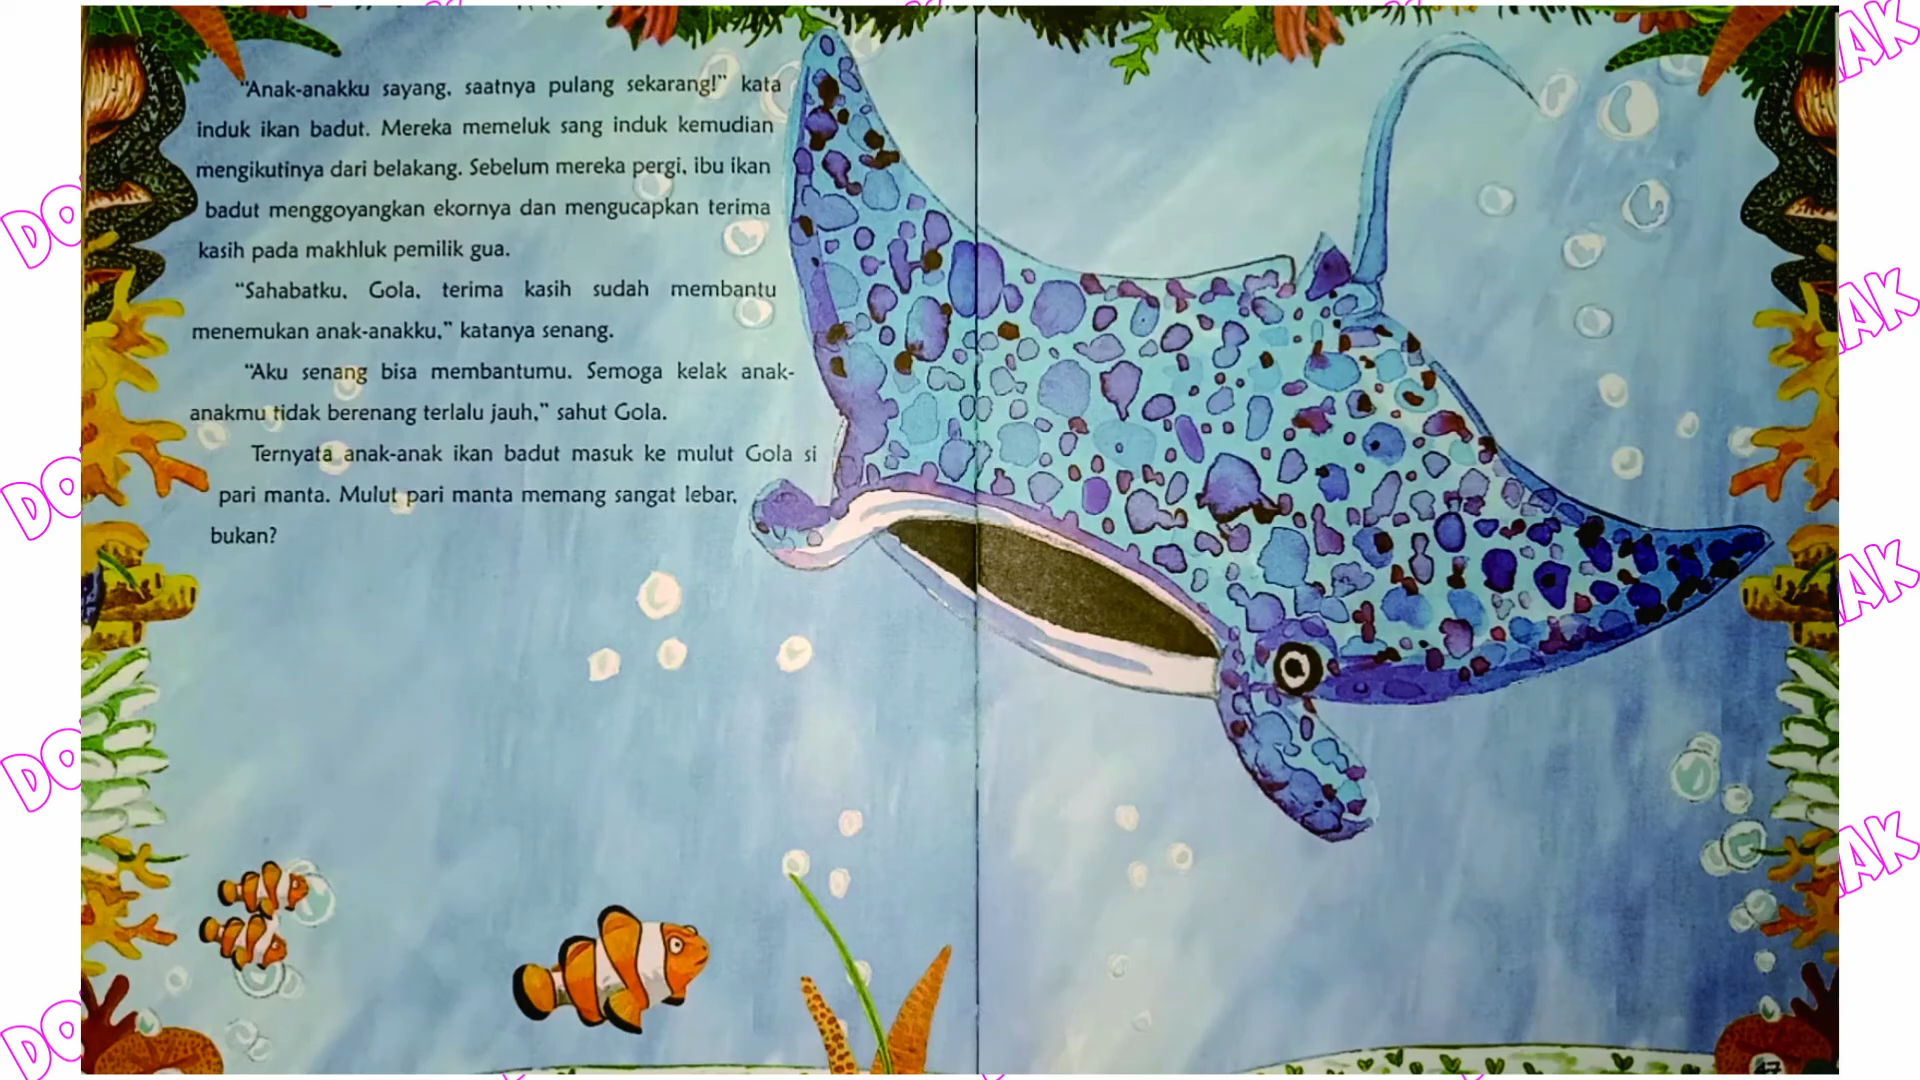 "Anak-anakku sayang, saatnya pulang sekarang!" kata
induk ikan badut. Mereka memeluk sang induk kemudian
mengikutinya dari belakang. Sebelum mereka pergi, ibu ikan
badut menggoyangkan ekornya dan mengucapkan terima
kasih pada makhluk pemilik gua.
"Sahabatku, Gola, terima kasih sudah membantu
menemukan anak-anakku," katanya senang.
"Aku senang bisa membantumu. Semoga kelak anak-
anakmu tidak berenang terlalu jauh," sahut Gola.
Ternyata anak-anak ikan badut masuk ke mulut Gola si
pari manta. Mulut pari manta memang sangat lebar,
bukan?